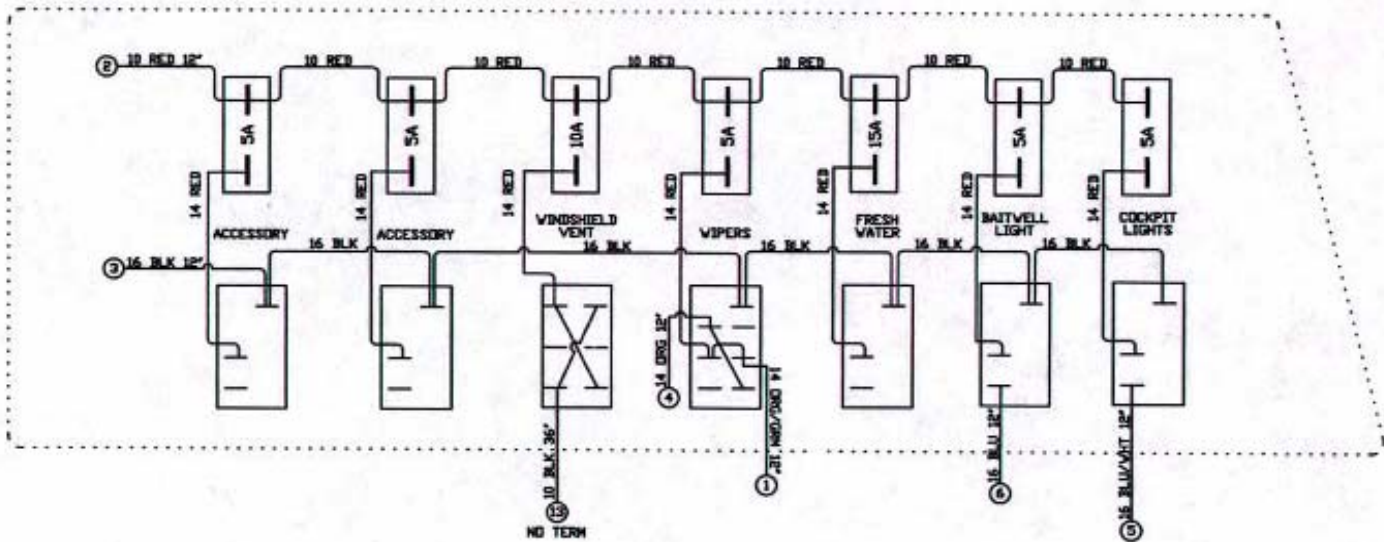 ② 10 RED 12" 10 RED 10 RED 10 RED 10 RED 10 RED 10 RED
5A 5A 10A 5A 15A 5A 5A
14 RED 14 RED 14 RED 14 RED 14 RED 14 RED 14 RED
ACCESSORY
ACCESSORY
WINDSHIELD
VENT
WIPERS
FRESH
WATER
BAITWELL
LIGHT
COCKPIT
LIGHTS
③ 16 BLK 12" 16 BLK 16 BLK 16 BLK 16 BLK 16 BLK
14 ORG 12"
④
14 ORG/GRN 12"
①
10 BLK 36"
⑬
NO TERM
16 BLU 12"
⑥
16 BLU/WHT 12"
⑤